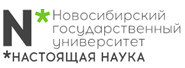 N* Новосибирский
государственный
университет
*НАСТОЯЩАЯ НАУКА